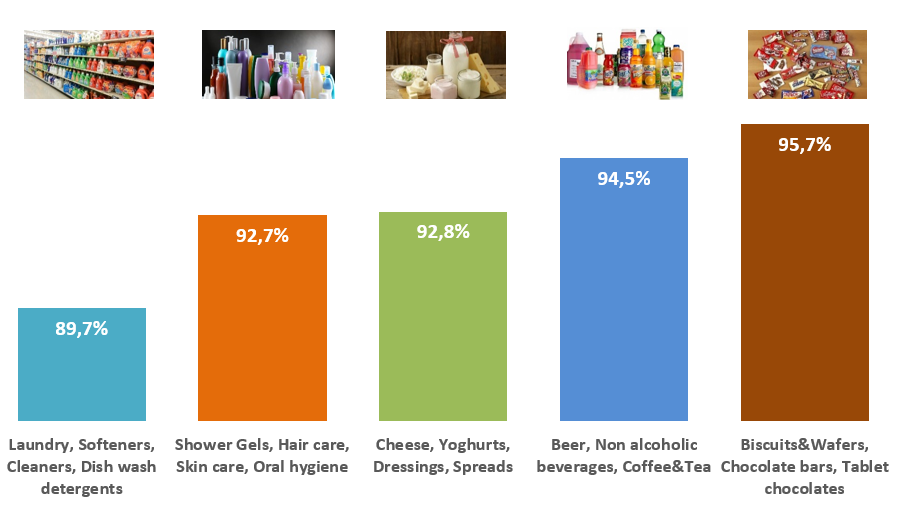 89,7%
92,7%
92,8%
94,5%
95,7%
Laundry, Softeners,
Cleaners, Dish wash
detergents
Shower Gels, Hair care,
Skin care, Oral hygiene
Cheese, Yoghurts,
Dressings, Spreads
Beer, Non alcoholic
beverages, Coffee&Tea
Biscuits&Wafers,
Chocolate bars, Tablet
chocolates